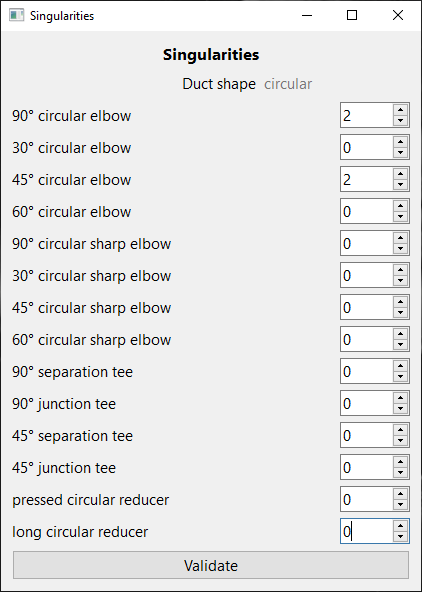 Singularities
Singularities
Duct shape circular
90° circular elbow 2
30° circular elbow 0
45° circular elbow 2
60° circular elbow 0
90° circular sharp elbow 0
30° circular sharp elbow 0
45° circular sharp elbow 0
60° circular sharp elbow 0
90° separation tee 0
90° junction tee 0
45° separation tee 0
45° junction tee 0
pressed circular reducer 0
long circular reducer 0
Validate